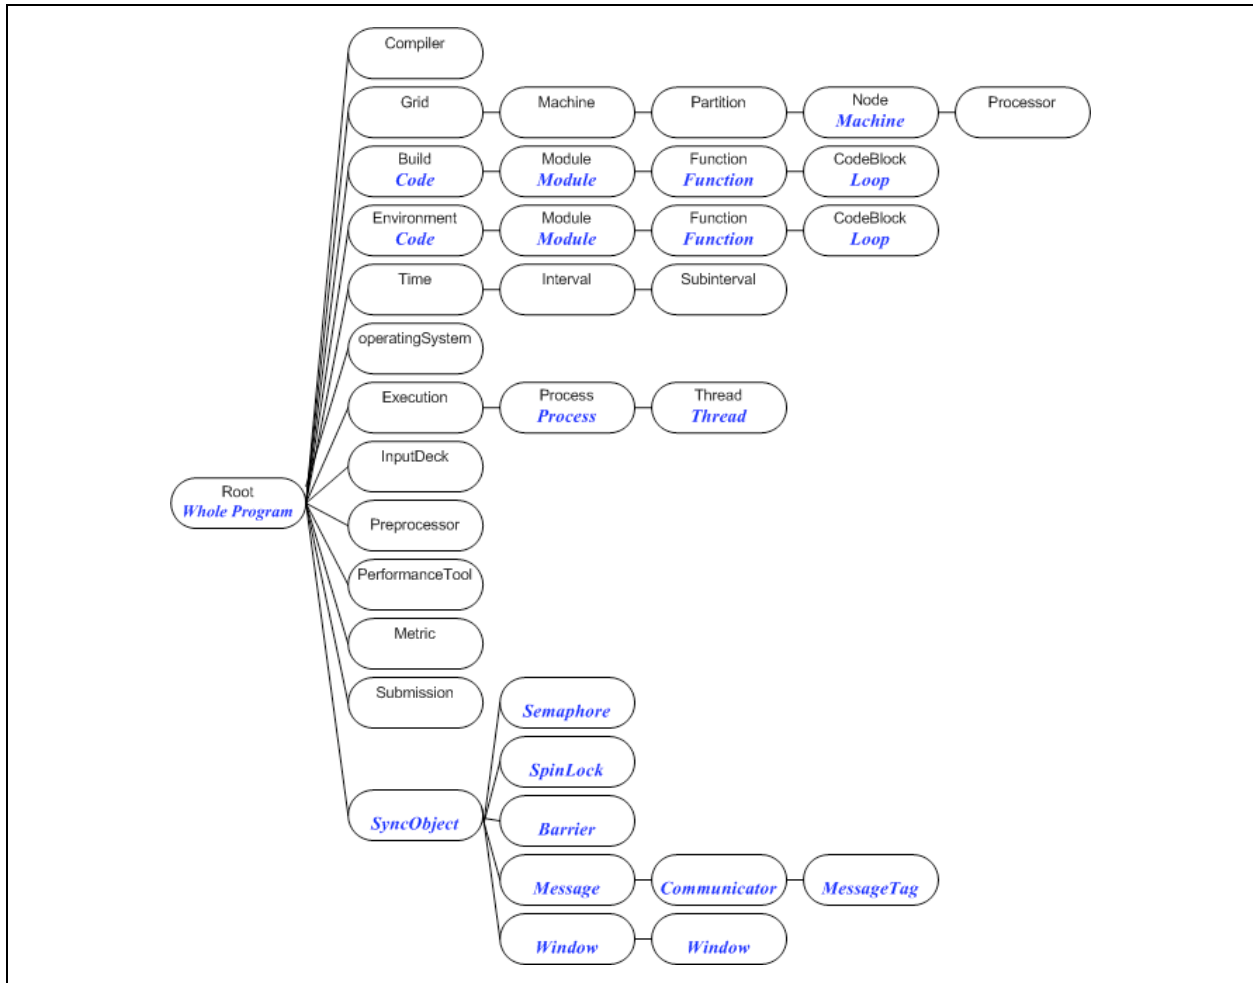 Compiler
Grid
Machine
Partition
Node
Machine
Processor
Build
Code
Module
Module
Function
Function
CodeBlock
Loop
Environment
Code
Module
Module
Function
Function
CodeBlock
Loop
Time
Interval
Subinterval
operatingSystem
Execution
Process
Process
Thread
Thread
InputDeck
Root
Whole Program
Preprocessor
PerformanceTool
Metric
Submission
Semaphore
SpinLock
SyncObject
Barrier
Message
Communicator
MessageTag
Window
Window